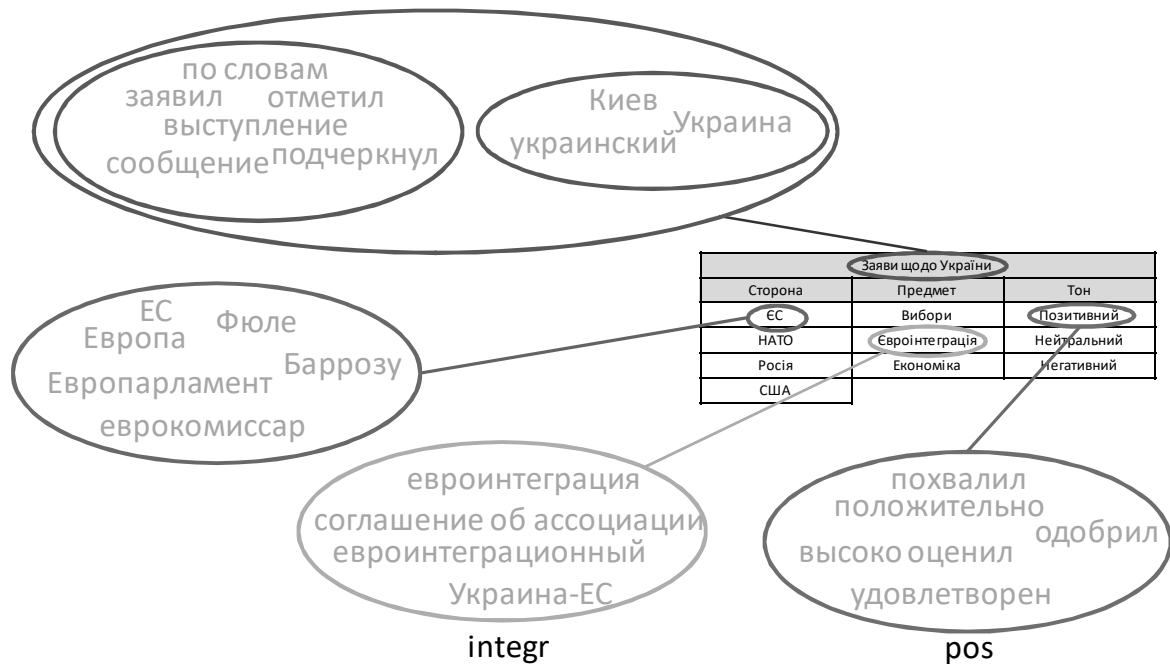 по словам
заявил отметил
выступление
сообщение подчеркнул
Киев
Украина
украинский
Заяви щодо України
Сторона Предмет Тон
ЄС Вибори Позитивний
НАТО Євроінтеграція Нейтральний
Росія Економіка Негативний
США
ЕС
Фюле
Европа
Баррозу
Европарламент
еврокомиссар
евроинтеграция
соглашение об ассоциации
евроинтеграционный
Украина-ЕС
integr
похвалил
положительно
одобрил
высоко оценил
удовлетворен
pos